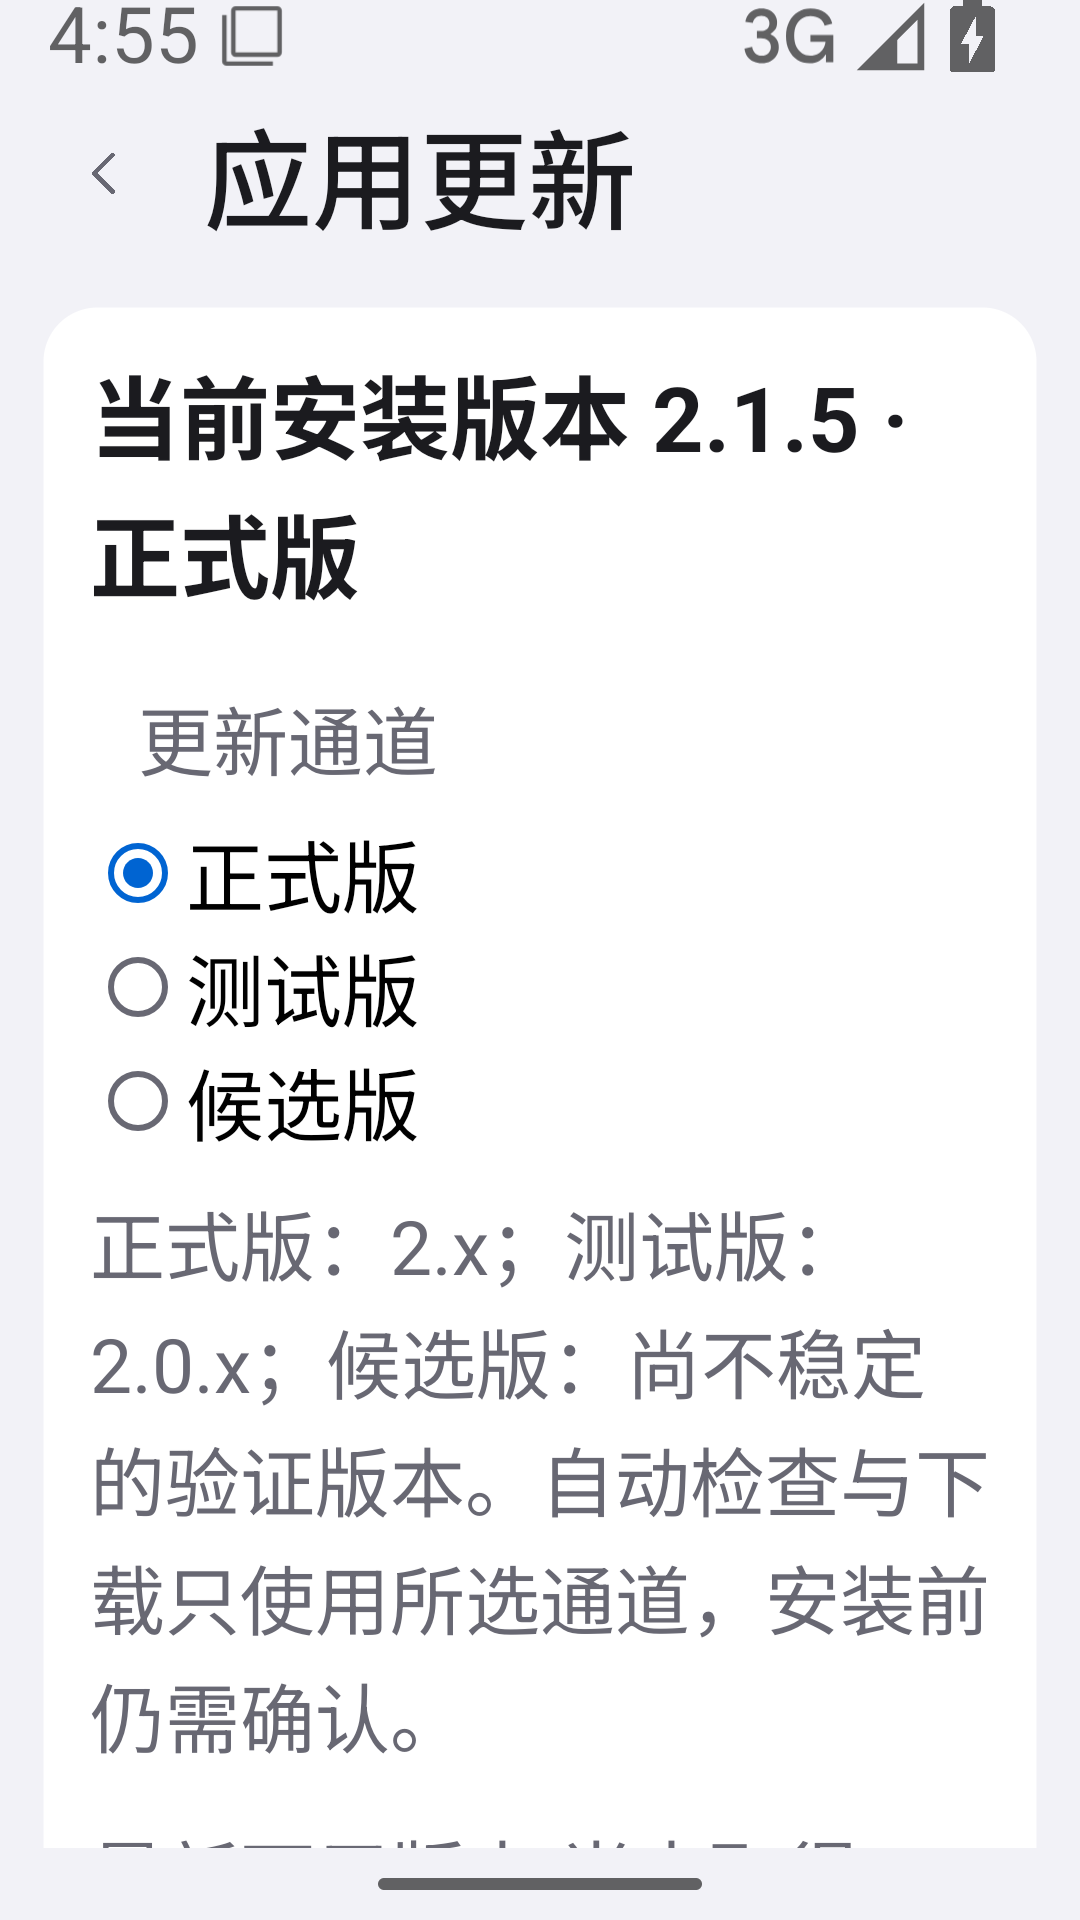 4:55
3G
应用更新
当前安装版本 2.1.5 ·
正式版
更新通道
正式版
测试版
候选版
正式版：2.x；测试版：
2.0.x；候选版：尚不稳定
的验证版本。自动检查与下
载只使用所选通道，安装前
仍需确认。